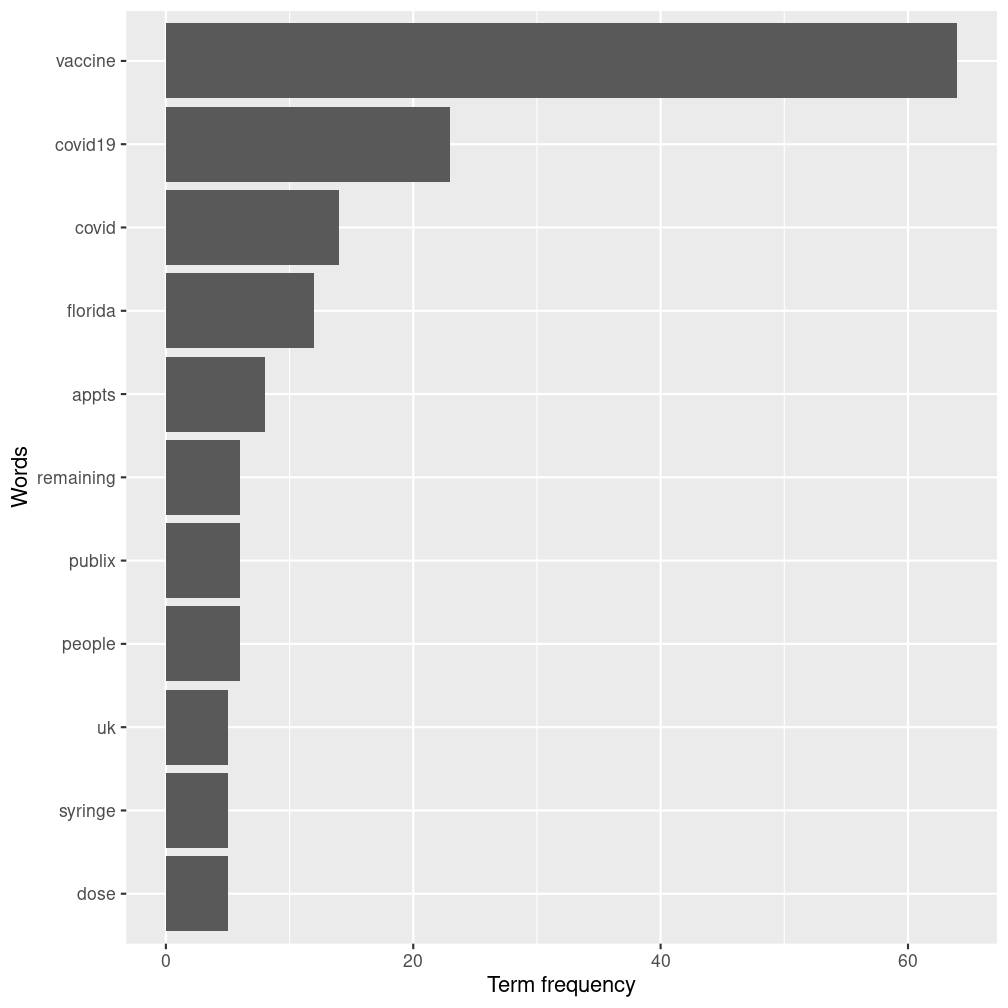 vaccine
covid19
covid
florida
appts
remaining
publix
people
uk
syringe
dose
Words
0 20 40 60
Term frequency